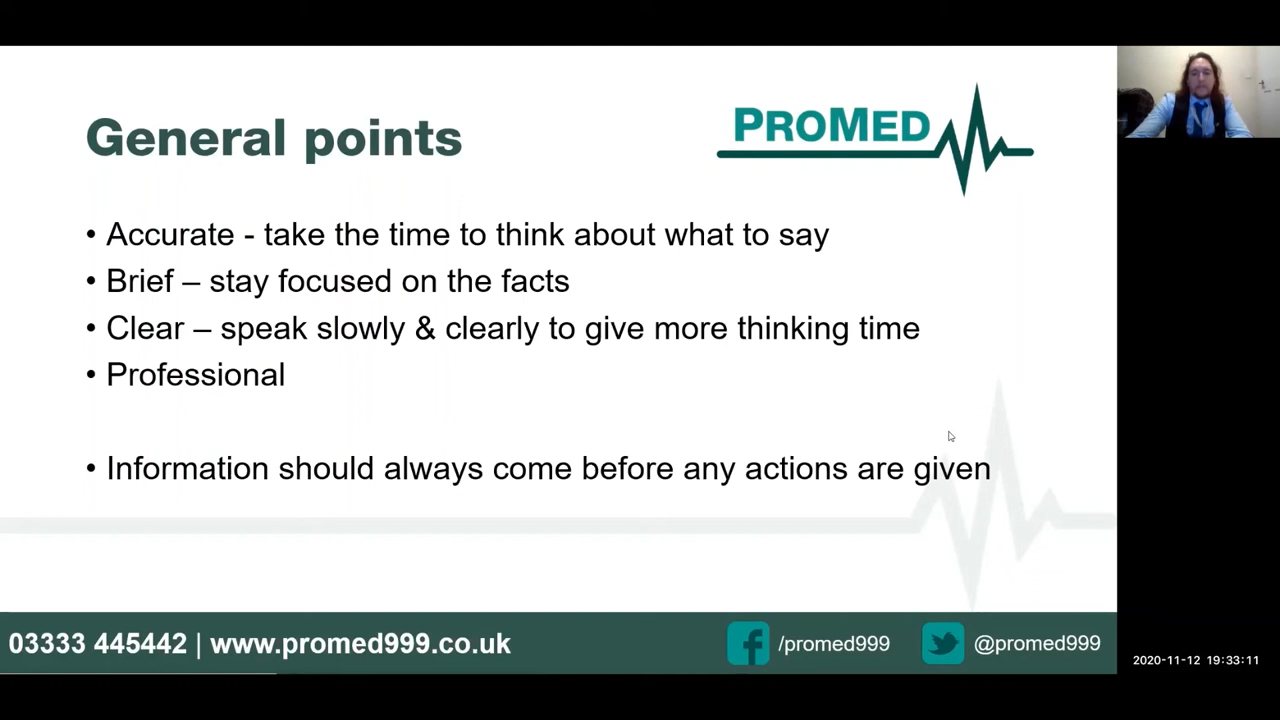 General points
PROMED
• Accurate - take the time to think about what to say
• Brief – stay focused on the facts
• Clear – speak slowly & clearly to give more thinking time
• Professional
• Information should always come before any actions are given
03333 445442 | www.promed999.co.uk
/promed999
@promed999
2020-11-12 19:33:11